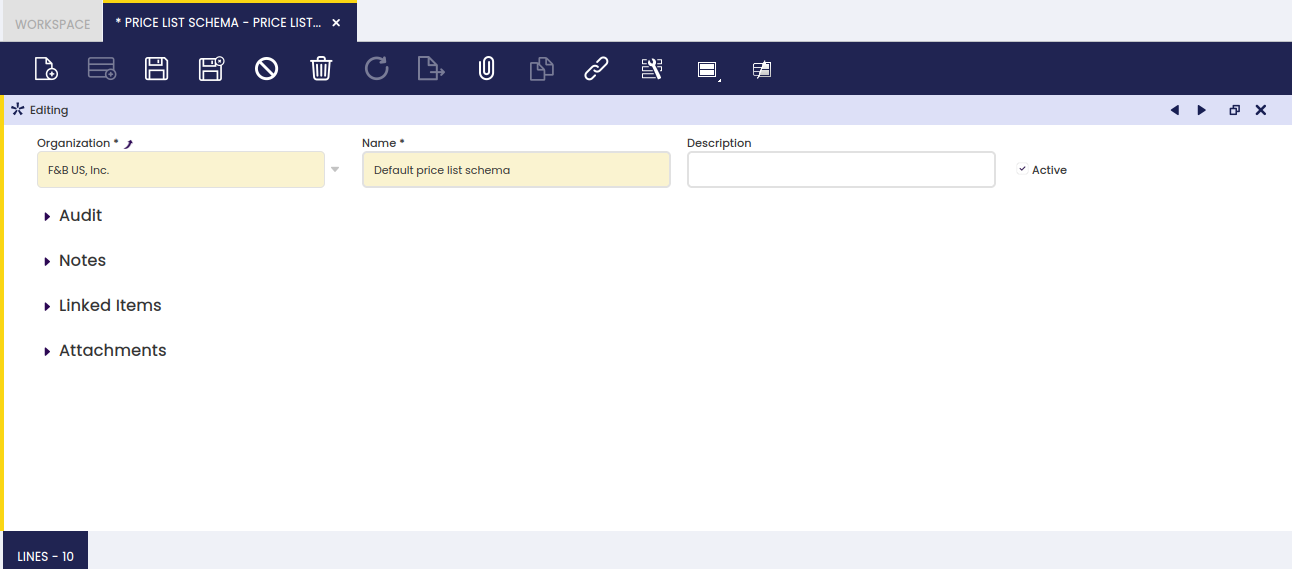 WORKSPACE
* PRICE LIST SCHEMA - PRICE LIST...
Editing
Organization *
Name *
Description
F&B US, Inc.
Default price list schema
Active
Audit
Notes
Linked Items
Attachments
LINES - 10